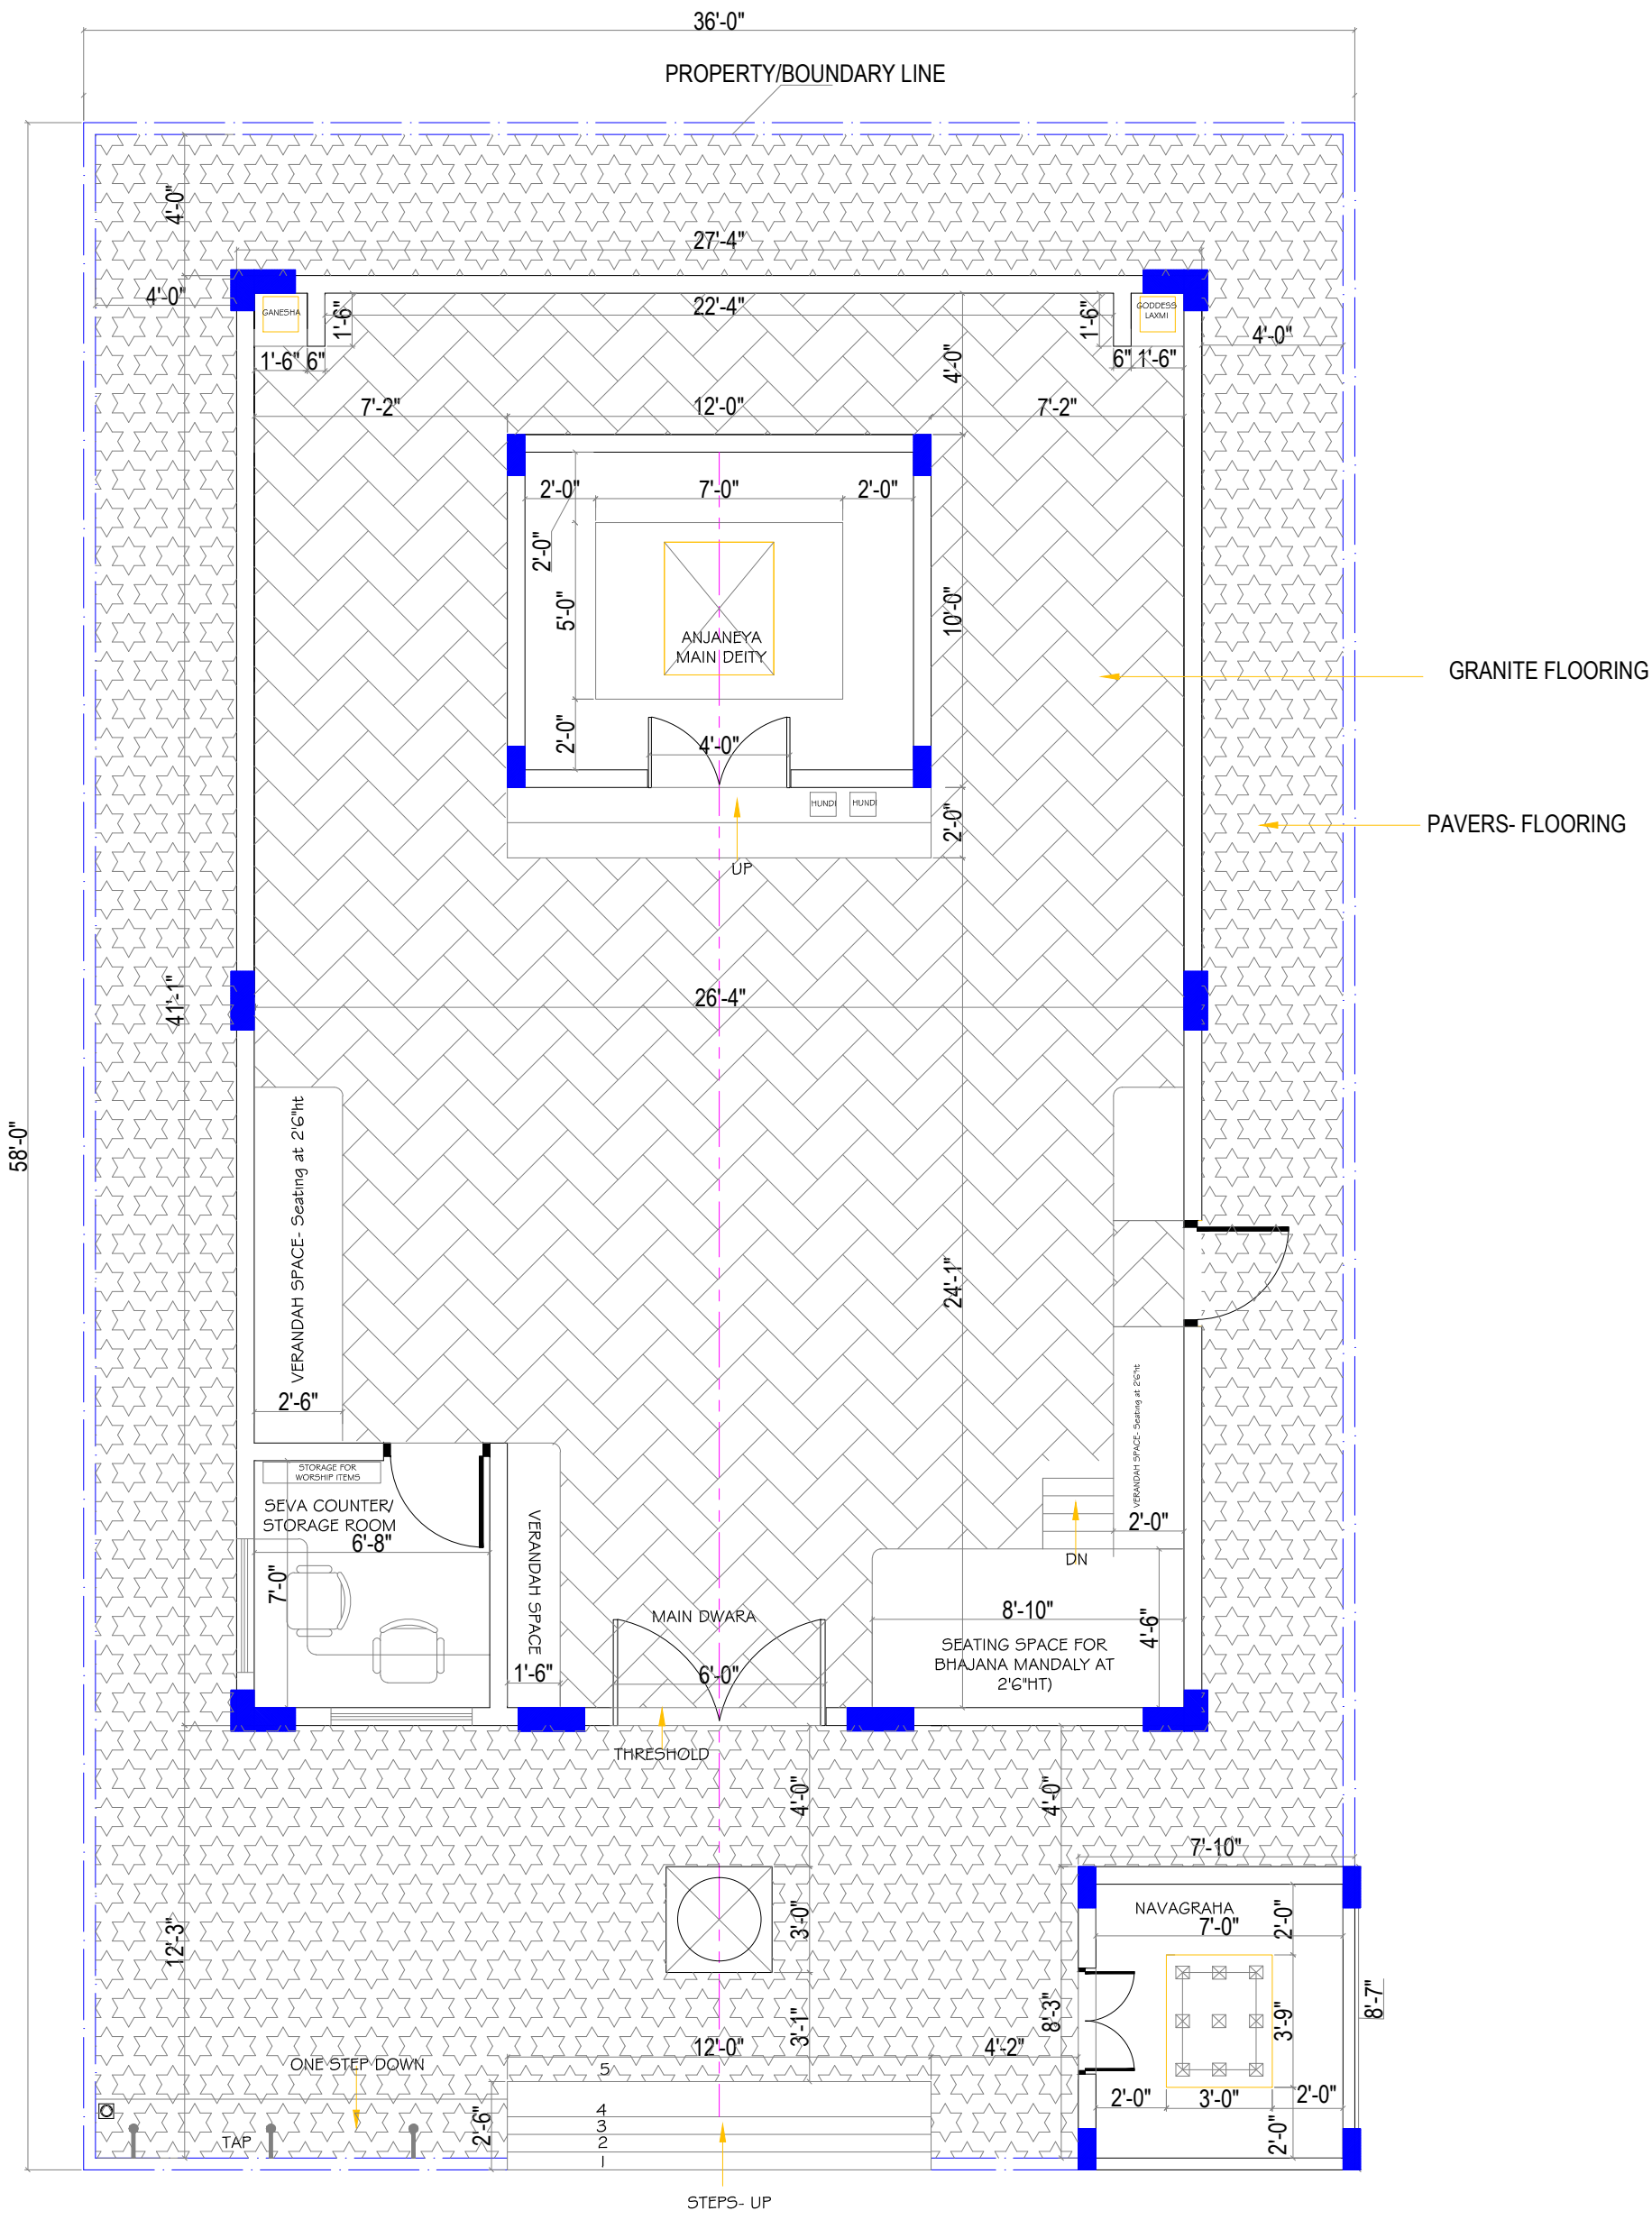 36'-0"
PROPERTY/BOUNDARY LINE
4'-0"
27'-4"
4'-0"
GANESHA
1'-6"
22'-4"
1'-6"
GODDESS
LAXMI
4'-0"
1'-6" 6"
4'-0"
6" 1'-6"
7'-2"
12'-0"
7'-2"
2'-0"
7'-0"
2'-0"
2'-0"
5'-0"
10'-0"
ANJANEYA
MAIN DEITY
GRANITE FLOORING
2'-0"
4'-0"
HUNDI
HUNDI
2'-0"
PAVERS- FLOORING
UP
41'-1"
26'-4"
58'-0"
VERANDAH SPACE- Seating at 2'6"ht
24'-1"
2'-6"
VERANDAH SPACE- Seating at 2'6"ht
STORAGE FOR
WORSHIP ITEMS
SEVA COUNTER/
STORAGE ROOM
6'-8"
7'-0"
VERANDAH SPACE
1'-6"
2'-0"
DN
MAIN DWARA
6'-0"
8'-10"
4'-6"
SEATING SPACE FOR
BHAJANA MANDALY AT
2'6"HT)
THRESHOLD
4'-0"
4'-0"
7'-10"
12'-3"
3'-0"
NAVAGRAHA
7'-0"
2'-0"
3'-1"
8'-3"
3'-9"
8'-7"
12'-0"
4'-2"
ONE STEP DOWN
5
2'-0"
3'-0"
2'-0"
2'-6"
4
3
2
1
TAP
2'-0"
STEPS- UP